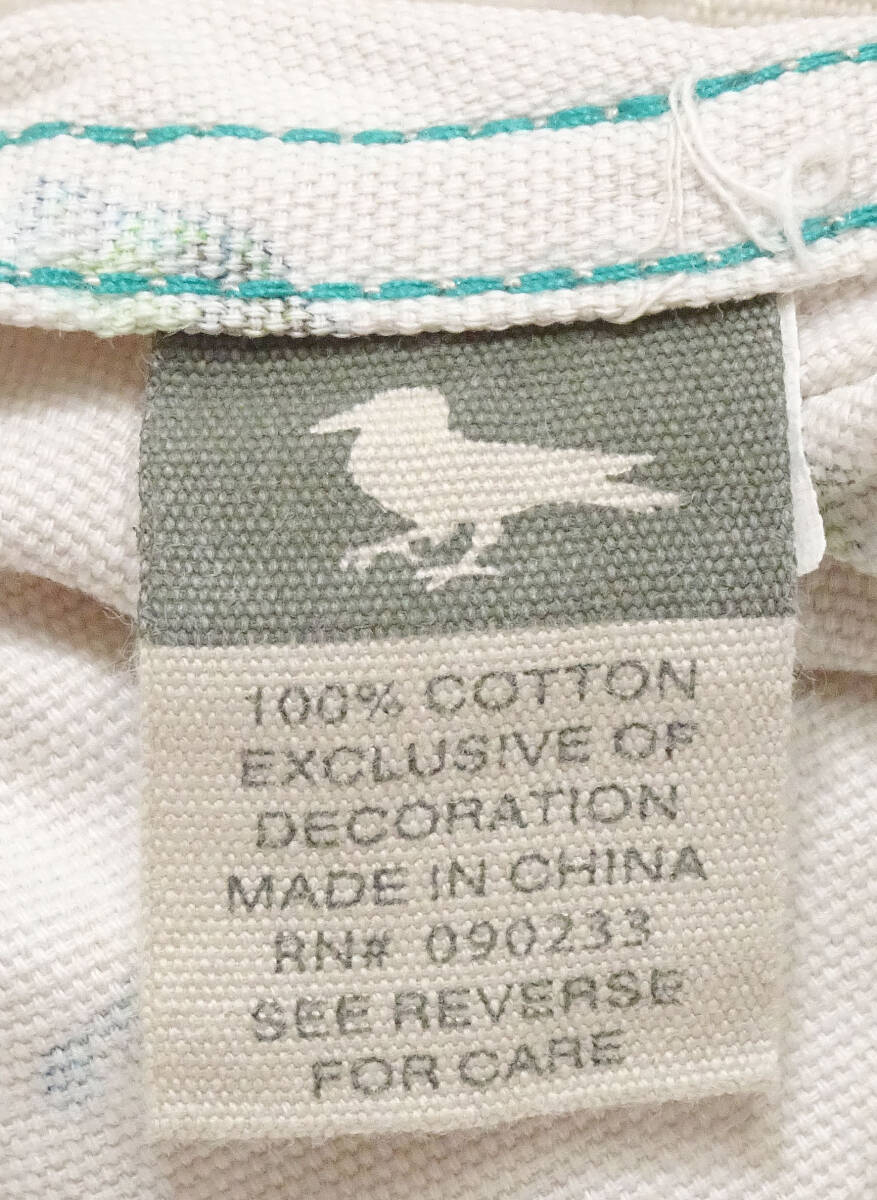 100% COTTON
EXCLUSIVE OF
DECORATION
MADE IN CHINA
RN# 090233
SEE REVERSE
FOR CARE